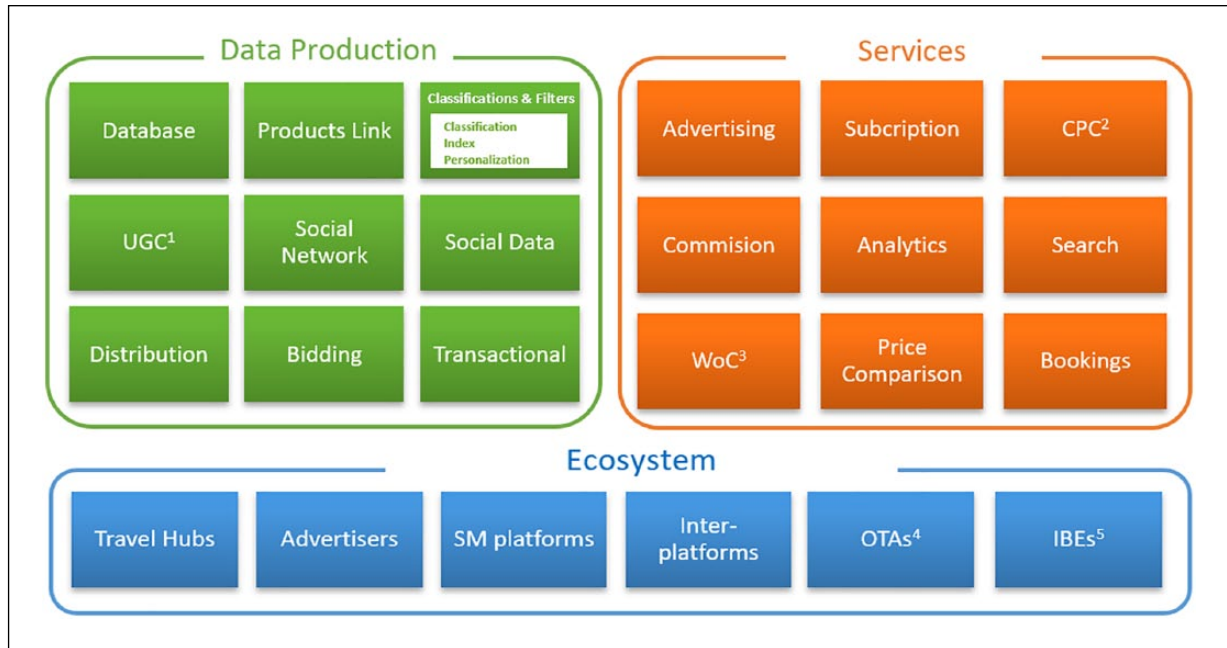 Data Production
Database
Products Link
Classifications & Filters
Classification
Index
Personalization
UGC¹
Social
Network
Social Data
Distribution
Bidding
Transactional
Services
Advertising
Subcription
CPC²
Commision
Analytics
Search
WoC³
Price
Comparison
Bookings
Ecosystem
Travel Hubs
Advertisers
SM platforms
Inter-
platforms
OTAs⁴
IBEs⁵